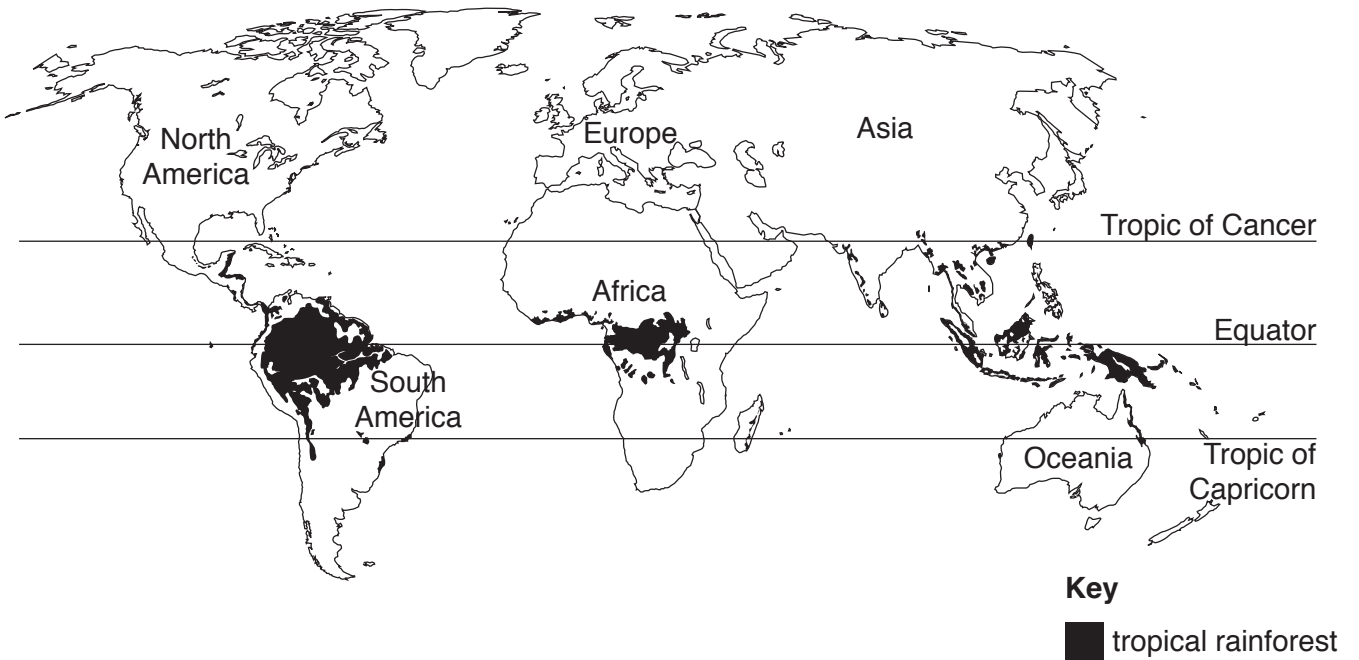 North
America
Europe
Asia
Tropic of Cancer
Africa
Equator
South
America
Oceania
Tropic of
Capricorn
Key
tropical rainforest